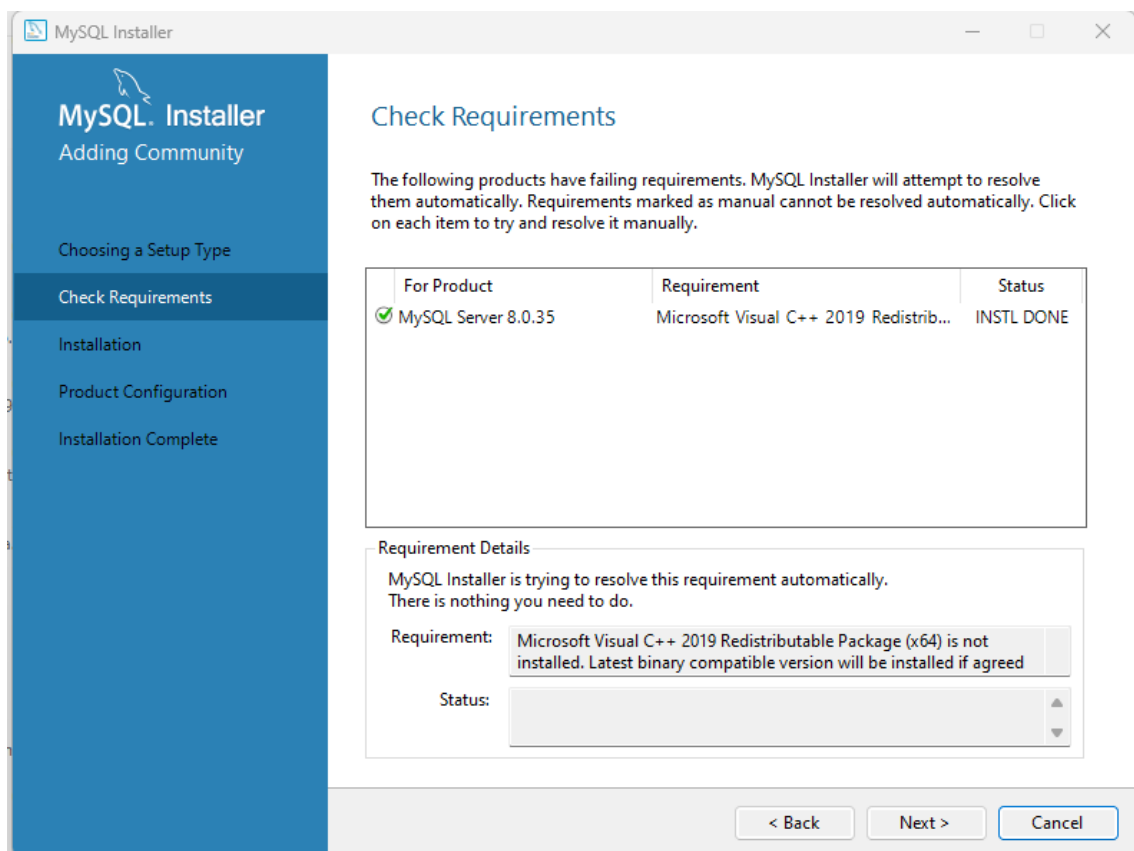 MySQL Installer
MySQL. Installer
Adding Community
Choosing a Setup Type
Check Requirements
Installation
Product Configuration
Installation Complete
Check Requirements
The following products have failing requirements. MySQL Installer will attempt to resolve
them automatically. Requirements marked as manual cannot be resolved automatically. Click
on each item to try and resolve it manually.
For Product Requirement Status
MySQL Server 8.0.35 Microsoft Visual C++ 2019 Redistrib... INSTL DONE
Requirement Details
MySQL Installer is trying to resolve this requirement automatically.
There is nothing you need to do.
Requirement: Microsoft Visual C++ 2019 Redistributable Package (x64) is not
installed. Latest binary compatible version will be installed if agreed
Status:
< Back Next > Cancel